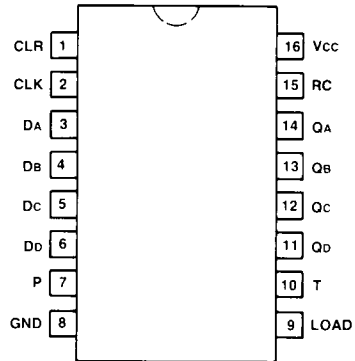 CLR 1 16 VCC
CLK 2 15 RC
DA 3 14 QA
DB 4 13 QB
DC 5 12 QC
DD 6 11 QD
P 7 10 T
GND 8 9 LOAD